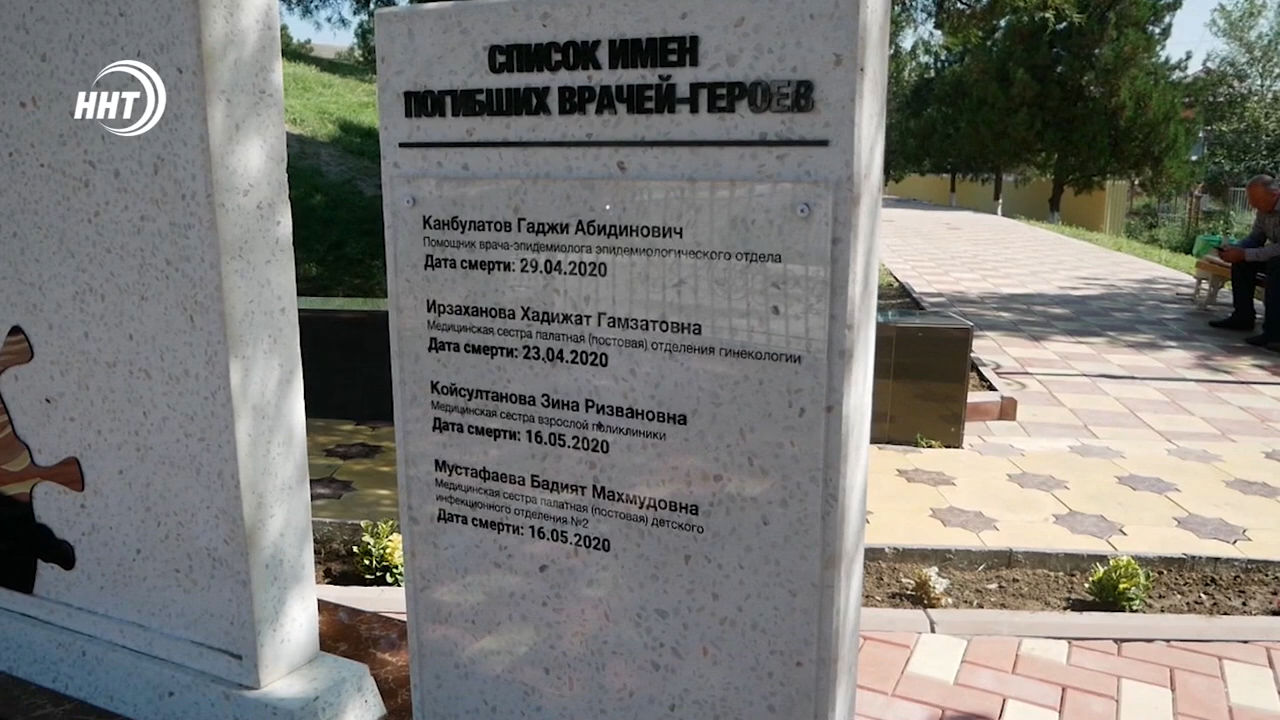 ННТ
СПИСОК ИМЕН
ПОГИБШИХ ВРАЧЕЙ-ГЕРОЕВ
Канбулатов Гаджи Абидинович
Помощник врача-эпидемиолога эпидемиологического отдела
Дата смерти: 29.04.2020
Ирзаханова Хадижат Гамзатовна
Медицинская сестра палатная (постовая) отделения гинекологии
Дата смерти: 23.04.2020
Койсултанова Зина Ризвановна
Медицинская сестра взрослой поликлиники
Дата смерти: 16.05.2020
Мустафаева Бадият Махмудовна
Медицинская сестра палатная (постовая) детского
инфекционного отделения №2
Дата смерти: 16.05.2020